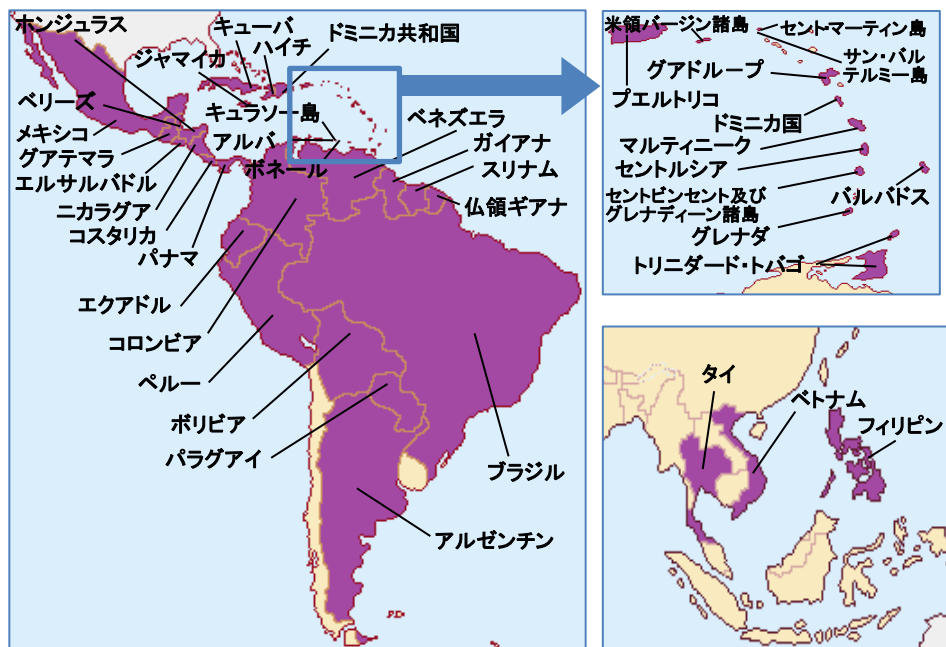 ホンジュラス
キューバ
ハイチ
ドミニカ共和国
ジャマイカ
キュラソー島
アルバ
ボネール
ベネズエラ
ガイアナ
スリナム
仏領ギアナ
ベリーズ
メキシコ
グアテマラ
エルサルバドル
ニカラグア
コスタリカ
パナマ
エクアドル
コロンビア
ペルー
ボリビア
パラグアイ
ブラジル
アルゼンチン
米領バージン諸島
セントマーティン島
サン・バル
テルミー島
グアドループ
プエルトリコ
ドミニカ国
マルティニーク
セントルシア
セントビンセント及び
グレナディーン諸島
バルバドス
グレナダ
トリニダード・トバゴ
タイ
ベトナム
フィリピン